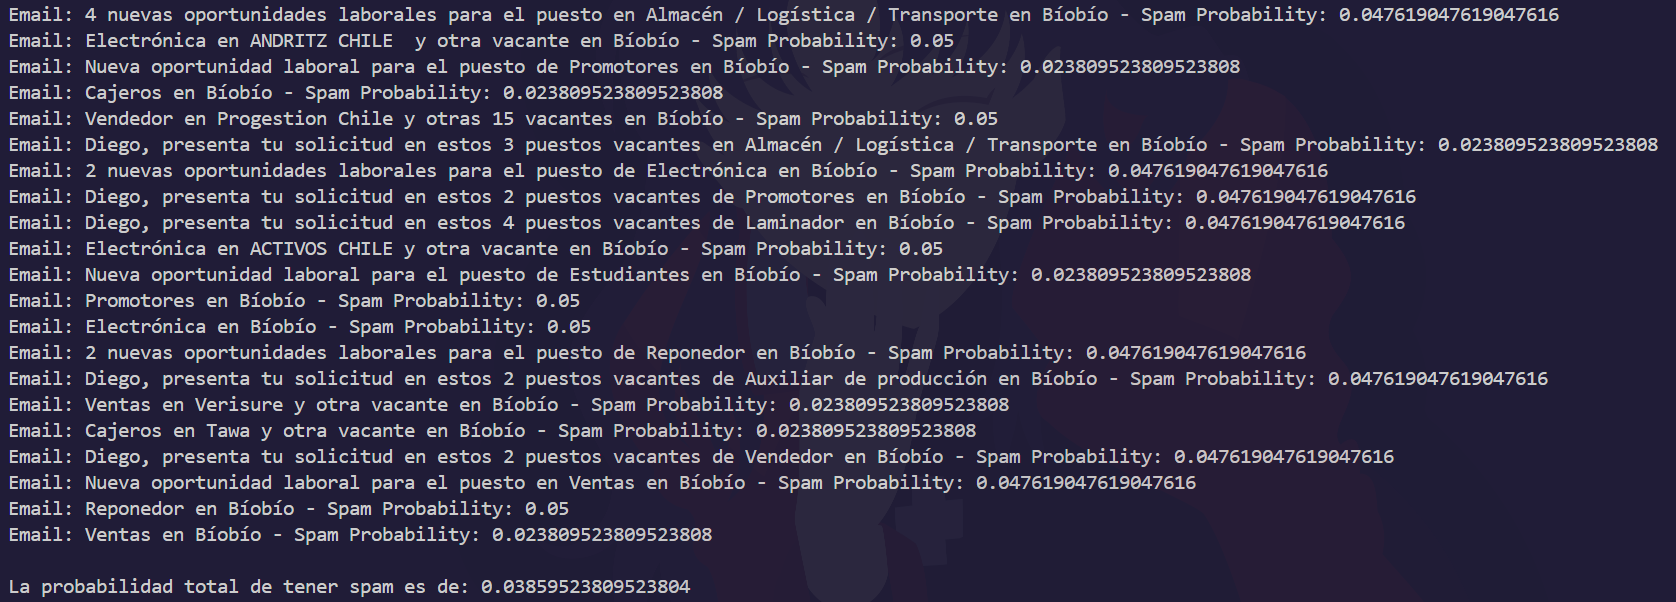 Email: 4 nuevas oportunidades laborales para el puesto en Almacén / Logística / Transporte en Bíobío - Spam Probability: 0.047619047619047616
Email: Electrónica en ANDRITZ CHILE  y otra vacante en Bíobío - Spam Probability: 0.05
Email: Nueva oportunidad laboral para el puesto de Promotores en Bíobío - Spam Probability: 0.023809523809523808
Email: Cajeros en Bíobío - Spam Probability: 0.023809523809523808
Email: Vendedor en Progestion Chile y otras 15 vacantes en Bíobío - Spam Probability: 0.05
Email: Diego, presenta tu solicitud en estos 3 puestos vacantes en Almacén / Logística / Transporte en Bíobío - Spam Probability: 0.023809523809523808
Email: 2 nuevas oportunidades laborales para el puesto de Electrónica en Bíobío - Spam Probability: 0.047619047619047616
Email: Diego, presenta tu solicitud en estos 2 puestos vacantes de Promotores en Bíobío - Spam Probability: 0.047619047619047616
Email: Diego, presenta tu solicitud en estos 4 puestos vacantes de Laminador en Bíobío - Spam Probability: 0.047619047619047616
Email: Electrónica en ACTIVOS CHILE y otra vacante en Bíobío - Spam Probability: 0.05
Email: Nueva oportunidad laboral para el puesto de Estudiantes en Bíobío - Spam Probability: 0.023809523809523808
Email: Promotores en Bíobío - Spam Probability: 0.05
Email: Electrónica en Bíobío - Spam Probability: 0.05
Email: 2 nuevas oportunidades laborales para el puesto de Reponedor en Bíobío - Spam Probability: 0.047619047619047616
Email: Diego, presenta tu solicitud en estos 2 puestos vacantes de Auxiliar de producción en Bíobío - Spam Probability: 0.047619047619047616
Email: Ventas en Verisure y otra vacante en Bíobío - Spam Probability: 0.023809523809523808
Email: Cajeros en Tawa y otra vacante en Bíobío - Spam Probability: 0.023809523809523808
Email: Diego, presenta tu solicitud en estos 2 puestos vacantes de Vendedor en Bíobío - Spam Probability: 0.047619047619047616
Email: Nueva oportunidad laboral para el puesto en Ventas en Bíobío - Spam Probability: 0.047619047619047616
Email: Reponedor en Bíobío - Spam Probability: 0.05
Email: Ventas en Bíobío - Spam Probability: 0.023809523809523808
La probabilidad total de tener spam es de: 0.03859523809523804